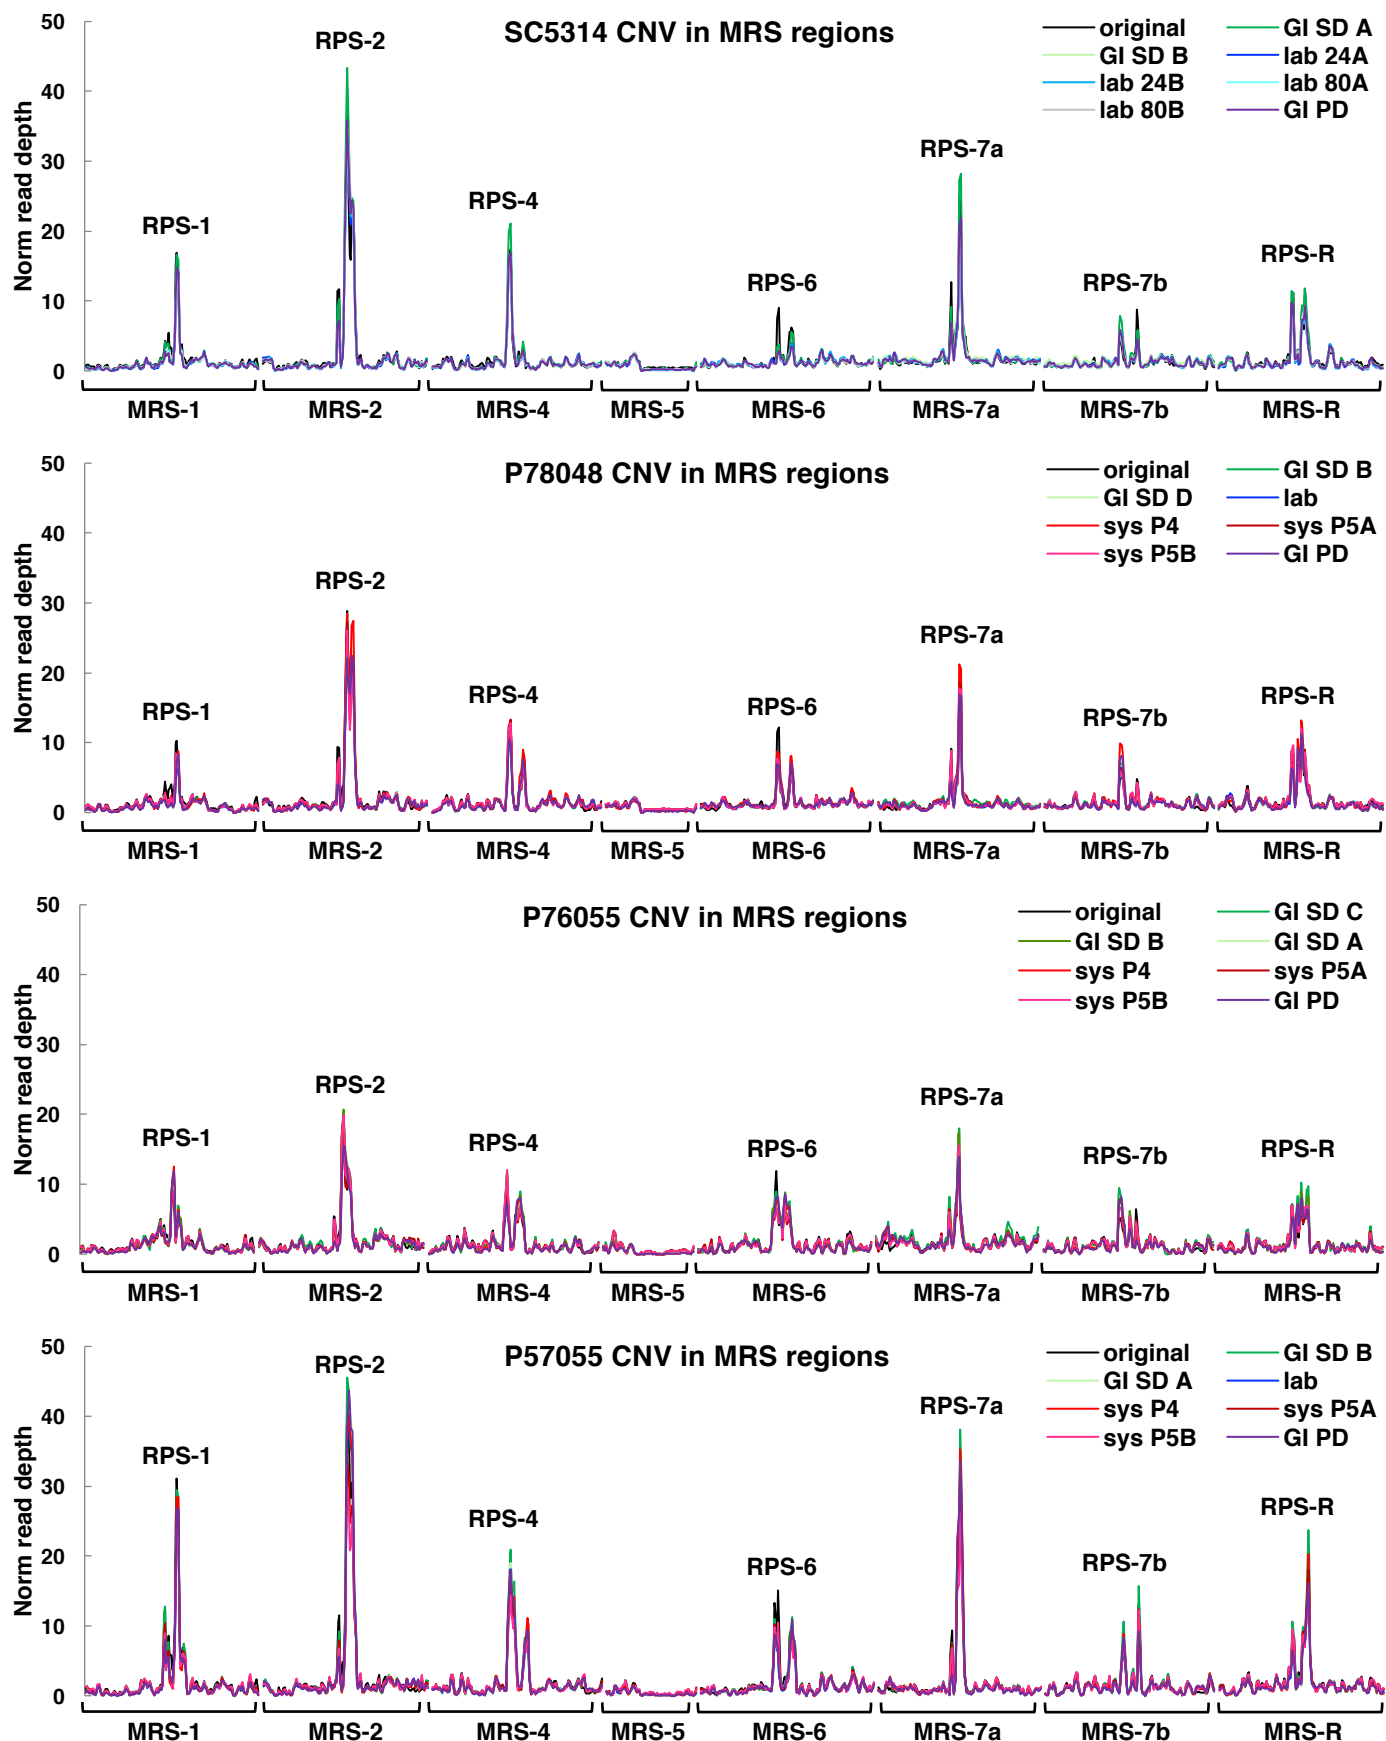 SC5314 CNV in MRS regions
original GI SD A
GI SD B lab 24A
lab 24B lab 80A
lab 80B GI PD
Norm read depth
50
40
30
20
10
0
RPS-1 RPS-2 RPS-4 RPS-6 RPS-7a RPS-7b RPS-R
MRS-1 MRS-2 MRS-4 MRS-5 MRS-6 MRS-7a MRS-7b MRS-R
P78048 CNV in MRS regions
original GI SD B
GI SD D lab
sys P4 sys P5A
sys P5B GI PD
Norm read depth
50
40
30
20
10
0
RPS-1 RPS-2 RPS-4 RPS-6 RPS-7a RPS-7b RPS-R
MRS-1 MRS-2 MRS-4 MRS-5 MRS-6 MRS-7a MRS-7b MRS-R
P76055 CNV in MRS regions
original GI SD C
GI SD B GI SD A
sys P4 sys P5A
sys P5B GI PD
Norm read depth
50
40
30
20
10
0
RPS-1 RPS-2 RPS-4 RPS-6 RPS-7a RPS-7b RPS-R
MRS-1 MRS-2 MRS-4 MRS-5 MRS-6 MRS-7a MRS-7b MRS-R
P57055 CNV in MRS regions
original GI SD B
GI SD A lab
sys P4 sys P5A
sys P5B GI PD
Norm read depth
50
40
30
20
10
0
RPS-1 RPS-2 RPS-4 RPS-6 RPS-7a RPS-7b RPS-R
MRS-1 MRS-2 MRS-4 MRS-5 MRS-6 MRS-7a MRS-7b MRS-R